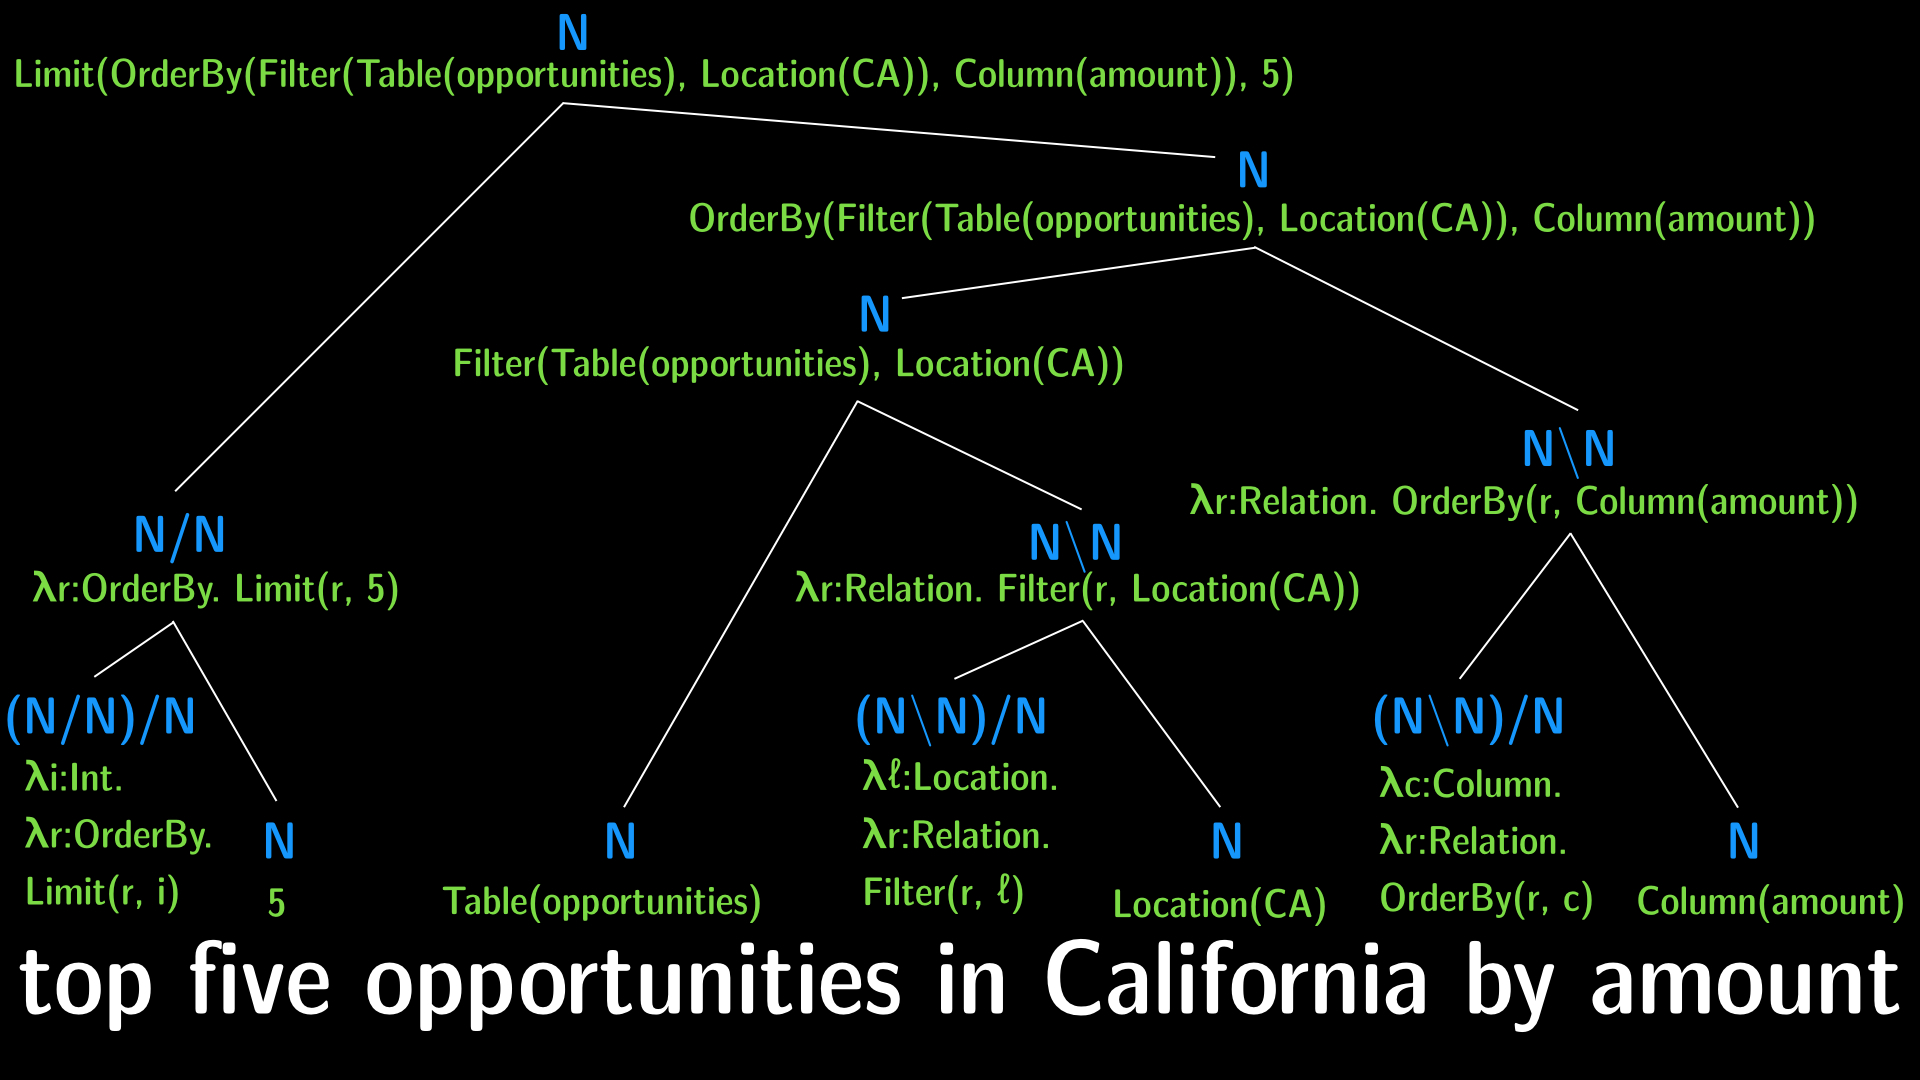 N
Limit(OrderBy(Filter(Table(opportunities), Location(CA)), Column(amount)), 5)
N
OrderBy(Filter(Table(opportunities), Location(CA)), Column(amount))
N
Filter(Table(opportunities), Location(CA))
N\N
λr:Relation. OrderBy(r, Column(amount))
N/N
λr:OrderBy. Limit(r, 5)
N\N
λr:Relation. Filter(r, Location(CA))
(N/N)/N
λi:Int.
λr:OrderBy.
Limit(r, i)
N
5
N
Table(opportunities)
(N\N)/N
λℓ:Location.
λr:Relation.
Filter(r, ℓ)
N
Location(CA)
(N\N)/N
λc:Column.
λr:Relation.
OrderBy(r, c)
N
Column(amount)
top five opportunities in California by amount